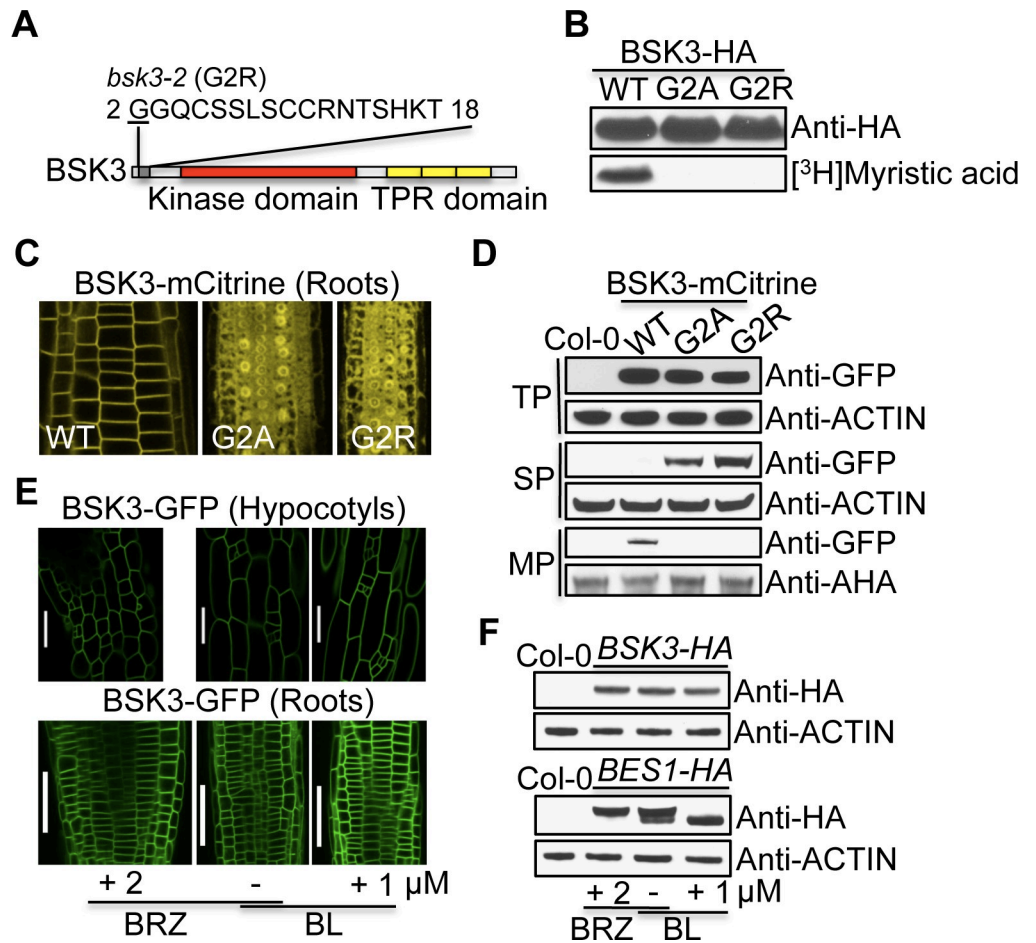 A
bsk3-2 (G2R)
2 GGQCSSLSCCRNTSHKT 18
BSK3
Kinase domain TPR domain
B
BSK3-HA
WT G2A G2R
Anti-HA
[³H]Myristic acid
C
BSK3-mCitrine (Roots)
WT G2A G2R
D
BSK3-mCitrine
Col-0 WT G2A G2R
TP Anti-GFP
Anti-ACTIN
SP Anti-GFP
Anti-ACTIN
MP Anti-GFP
Anti-AHA
E
BSK3-GFP (Hypocotyls)
BSK3-GFP (Roots)
+ 2 - + 1 µM
BRZ BL
F
Col-0 BSK3-HA
Anti-HA
Anti-ACTIN
Col-0 BES1-HA
Anti-HA
Anti-ACTIN
+ 2 - + 1 µM
BRZ BL